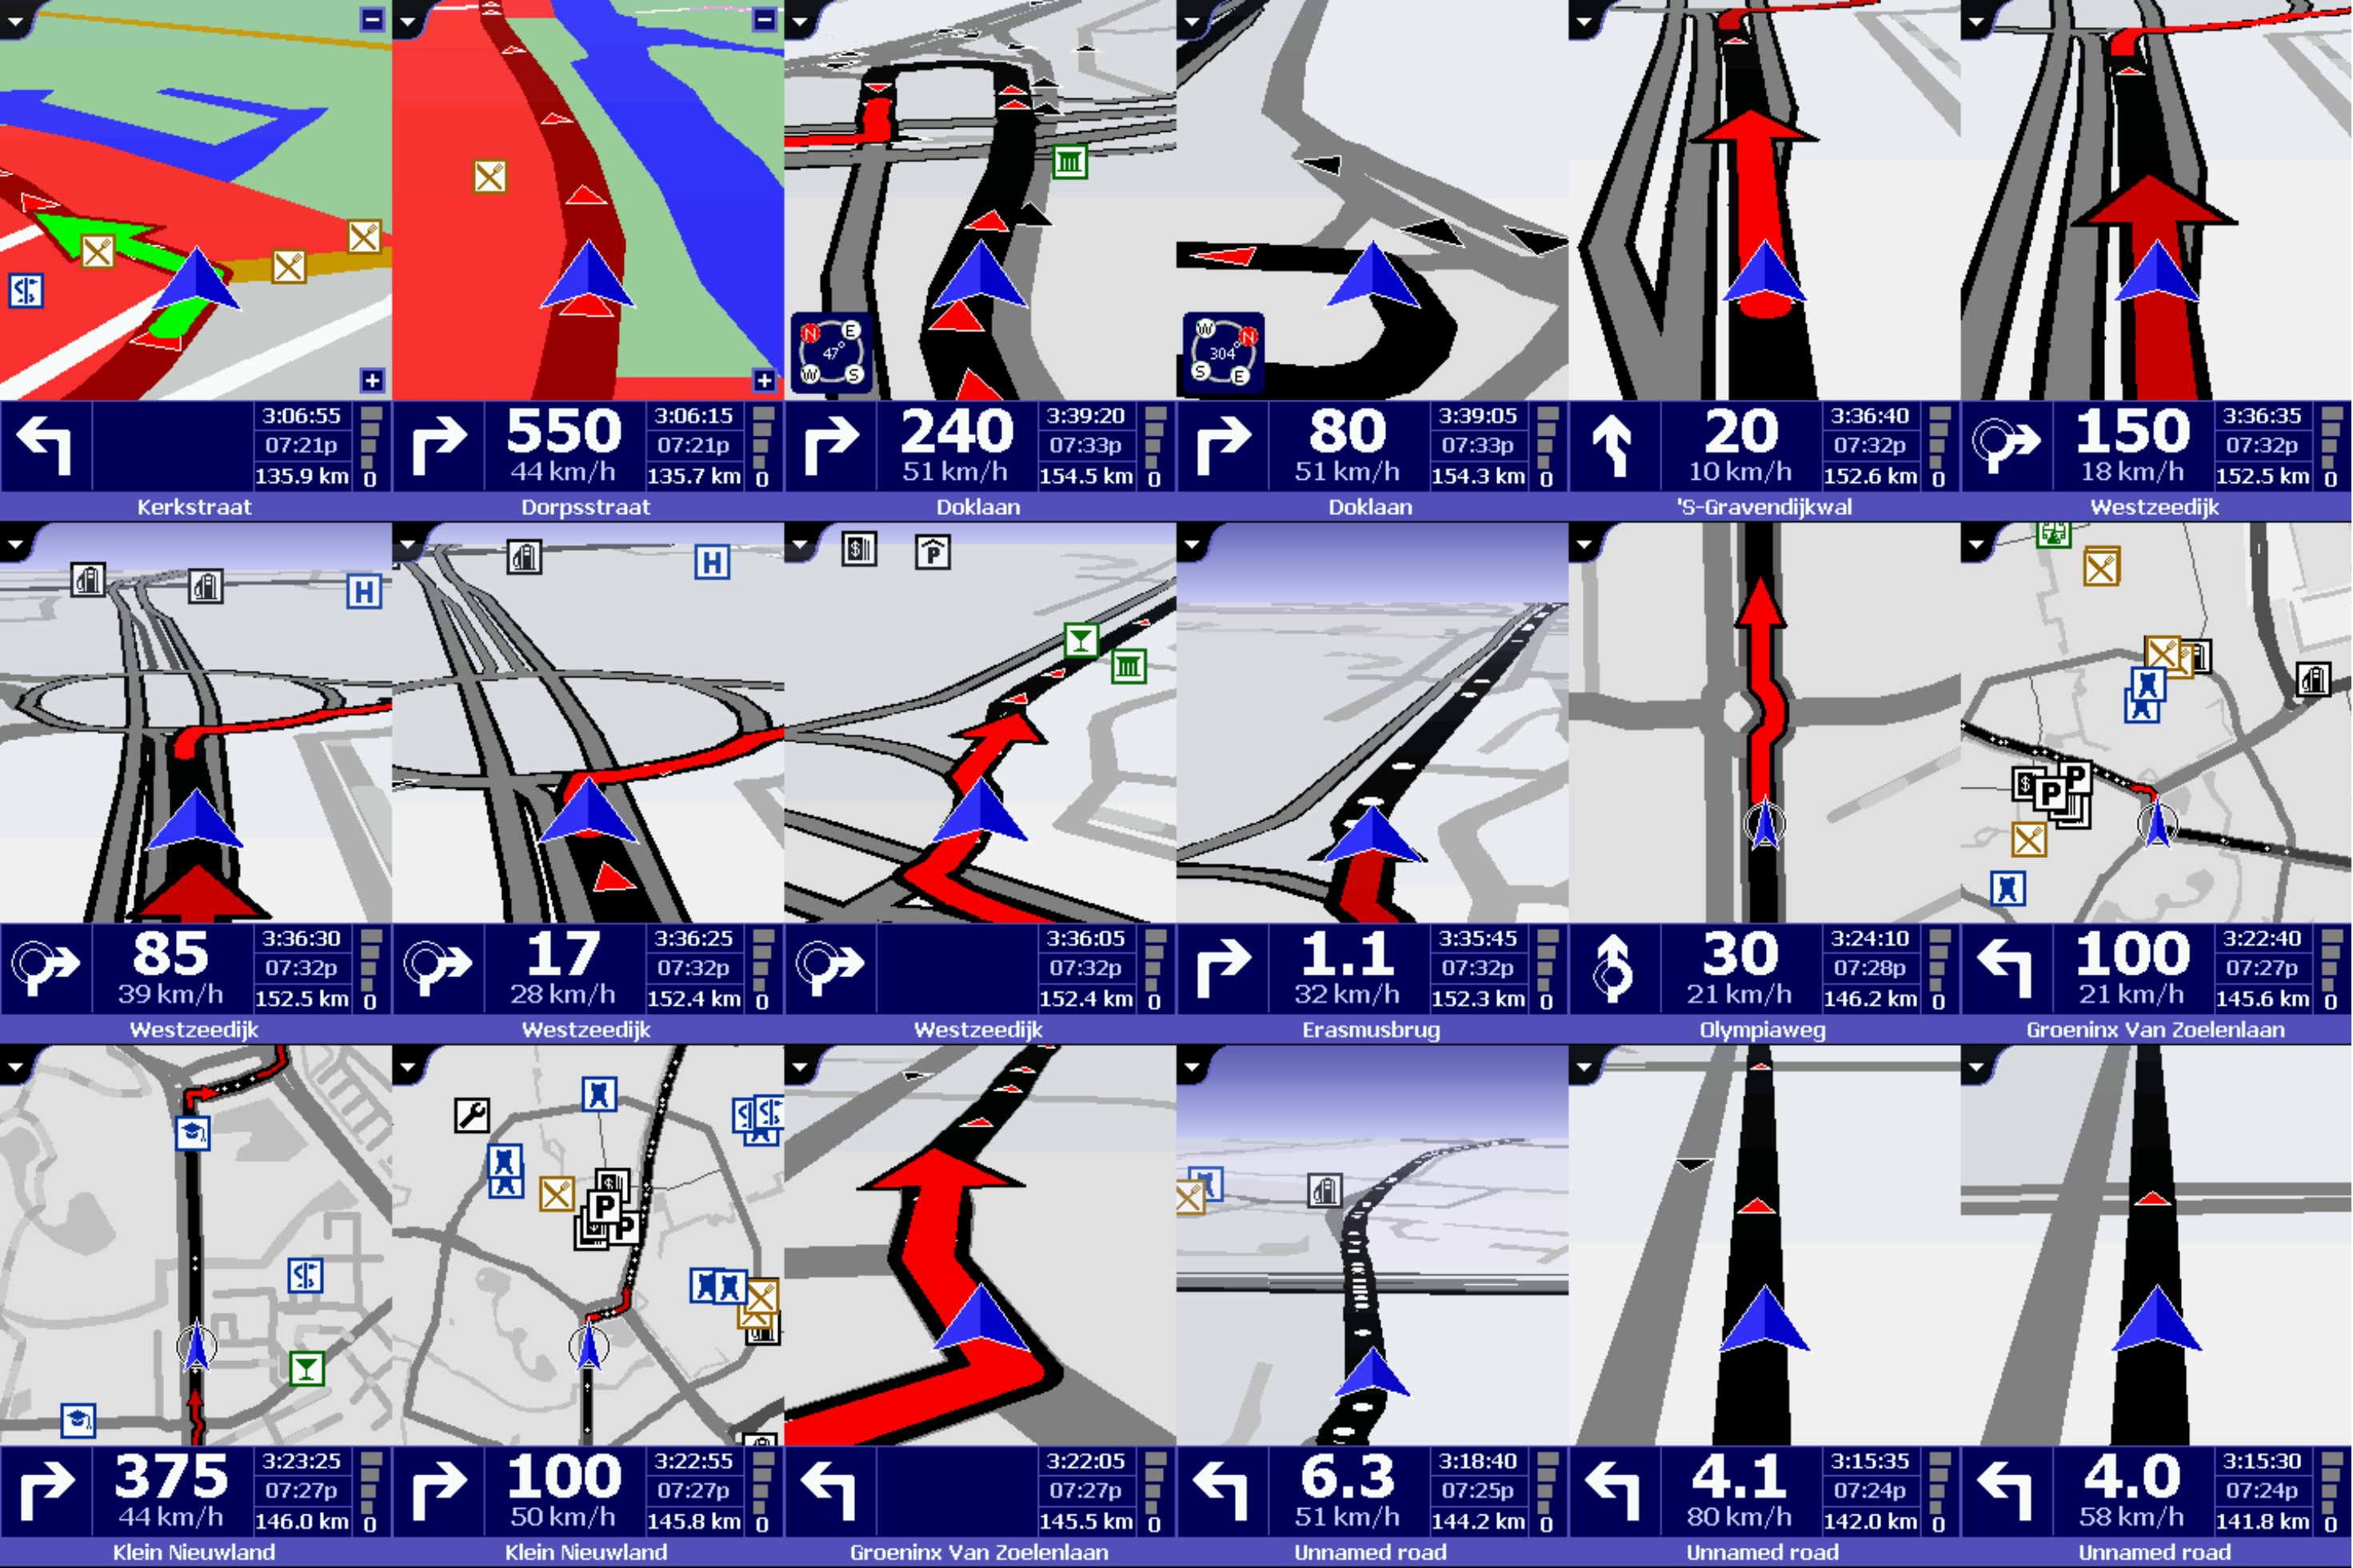 N E W S 47°
W N S E 304°
3:06:55
07:21p
135.9 km 0
Kerkstraat
550 3:06:15
44 km/h 07:21p
135.7 km 0
Dorpsstraat
240 3:39:20
51 km/h 07:33p
154.5 km 0
Doklaan
80 3:39:05
51 km/h 07:33p
154.3 km 0
Doklaan
20 3:36:40
10 km/h 07:32p
152.6 km 0
'S-Gravendijkwal
150 3:36:35
18 km/h 07:32p
152.5 km 0
Westzeedijk
H
85 3:36:30
39 km/h 07:32p
152.5 km 0
Westzeedijk
H
17 3:36:25
28 km/h 07:32p
152.4 km 0
Westzeedijk
$ P
3:36:05
07:32p
152.4 km 0
Westzeedijk
1.1 3:35:45
32 km/h 07:32p
152.3 km 0
Erasmusbrug
30 3:24:10
21 km/h 07:28p
146.2 km 0
Olympiaweg
$ P P
100 3:22:40
21 km/h 07:27p
145.6 km 0
Groeninx Van Zoelenlaan
375 3:23:25
44 km/h 07:27p
146.0 km 0
Klein Nieuwland
$ P P
100 3:22:55
50 km/h 07:27p
145.8 km 0
Klein Nieuwland
3:22:05
07:27p
145.5 km 0
Groeninx Van Zoelenlaan
6.3 3:18:40
51 km/h 07:25p
144.2 km 0
Unnamed road
4.1 3:15:35
80 km/h 07:24p
142.0 km 0
Unnamed road
4.0 3:15:30
58 km/h 07:24p
141.8 km 0
Unnamed road